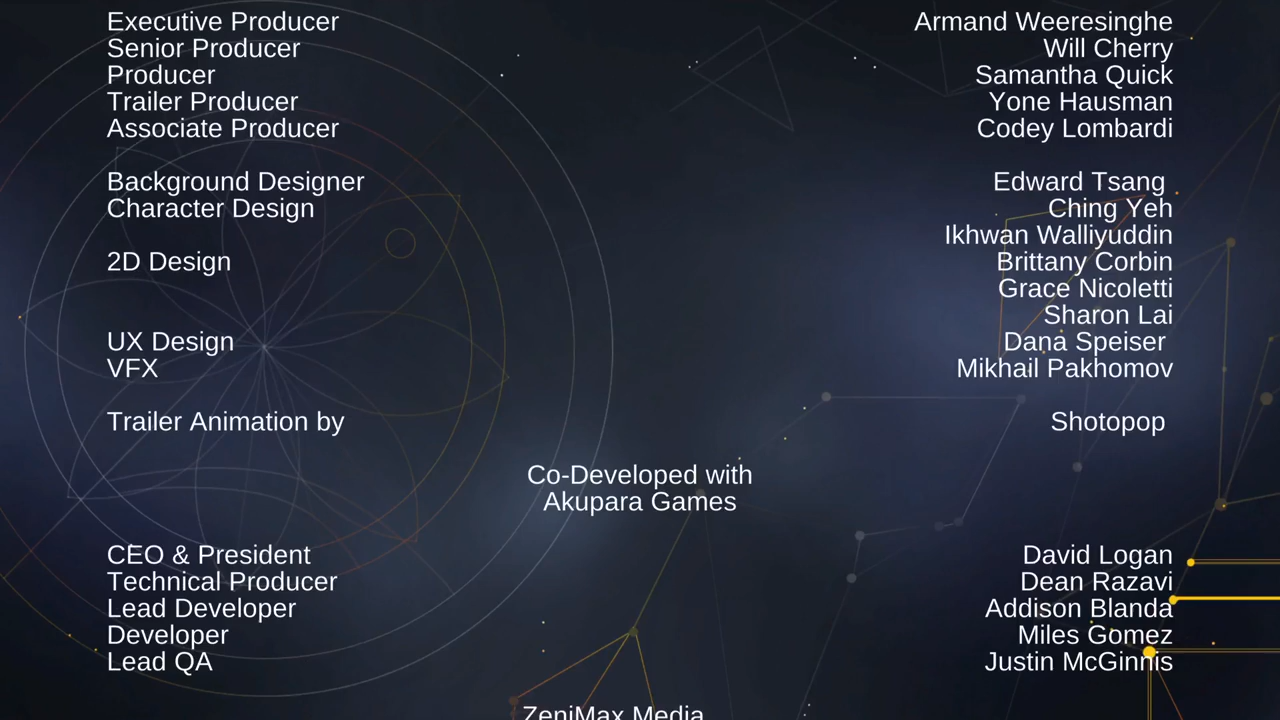 Executive Producer Armand Weeresinghe
Senior Producer Will Cherry
Producer Samantha Quick
Trailer Producer Yone Hausman
Associate Producer Codey Lombardi
Background Designer Edward Tsang
Character Design Ching Yeh
Ikhwan Walliyuddin
2D Design Brittany Corbin
Grace Nicoletti
Sharon Lai
UX Design Dana Speiser
VFX Mikhail Pakhomov
Trailer Animation by Shotopop
Co-Developed with
Akupara Games
CEO & President David Logan
Technical Producer Dean Razavi
Lead Developer Addison Blanda
Developer Miles Gomez
Lead QA Justin McGinnis
ZeniMax Media